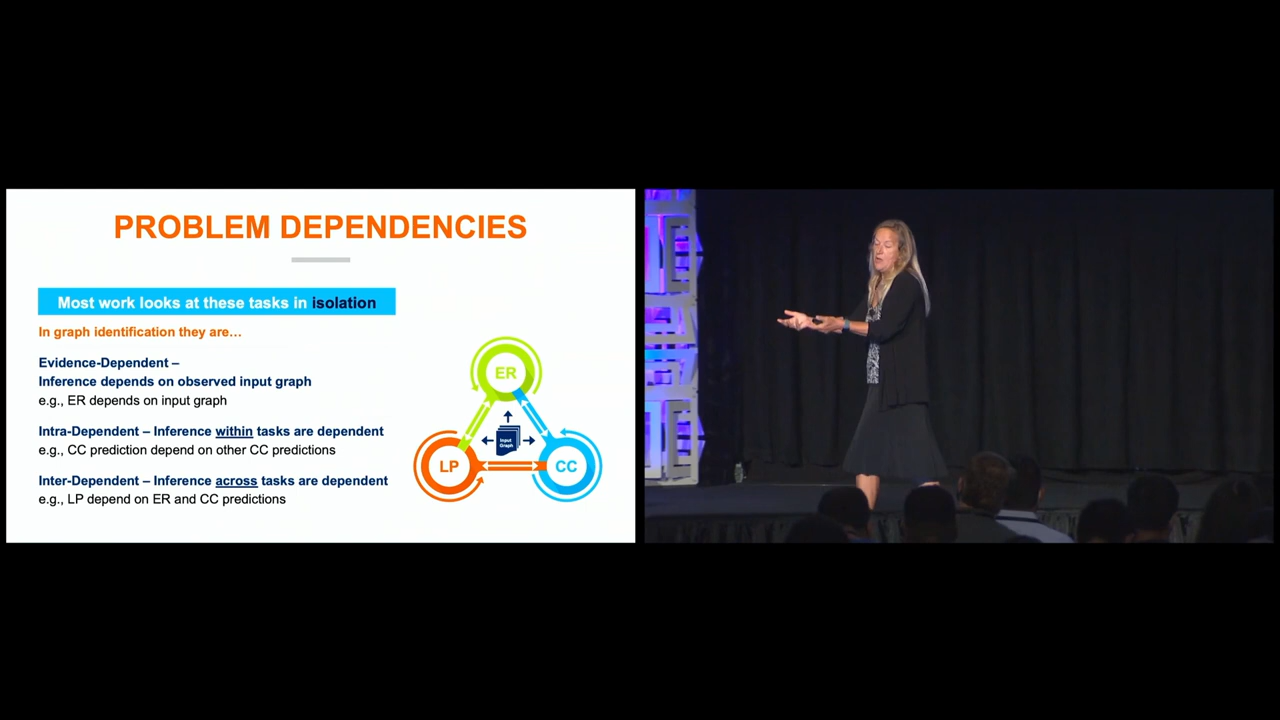 PROBLEM DEPENDENCIES
Most work looks at these tasks in isolation
In graph identification they are…
Evidence-Dependent –
Inference depends on observed input graph
e.g., ER depends on input graph
Intra-Dependent – Inference within tasks are dependent
e.g., CC prediction depend on other CC predictions
Inter-Dependent – Inference across tasks are dependent
e.g., LP depend on ER and CC predictions
ER
Input
Graph
LP
CC